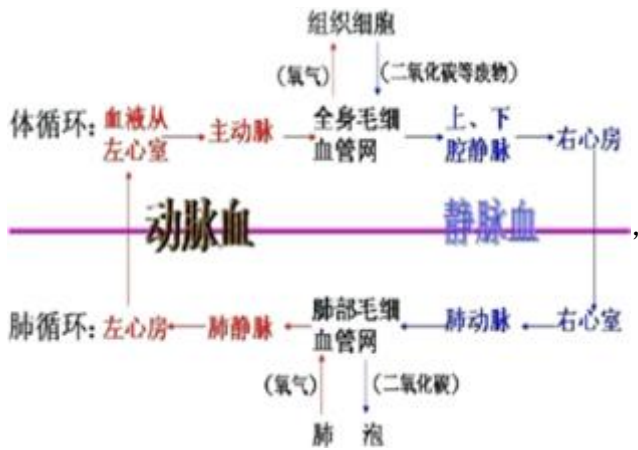 组织细胞
(氧气)
(二氧化碳等废物)
体循环：
血液从
左心室
主动脉
全身毛细
血管网
上、下
腔静脉
右心房
动脉血
静脉血
，
肺循环：
左心房
肺静脉
肺部毛细
血管网
肺动脉
右心室
(氧气)
(二氧化碳)
肺 泡